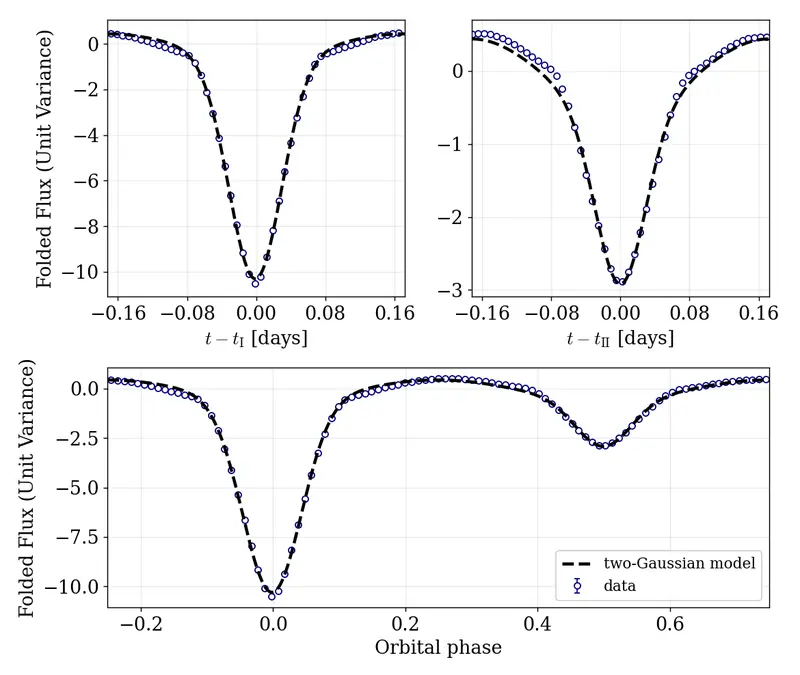 Folded Flux (Unit Variance)
0
−2
−4
−6
−8
−10
−0.16 −0.08 0.00 0.08 0.16
t − tI [days]
0
−1
−2
−3
−0.16 −0.08 0.00 0.08 0.16
t − tII [days]
Folded Flux (Unit Variance)
0.0
−2.5
−5.0
−7.5
−10.0
two-Gaussian model
data
−0.2 0.0 0.2 0.4 0.6
Orbital phase